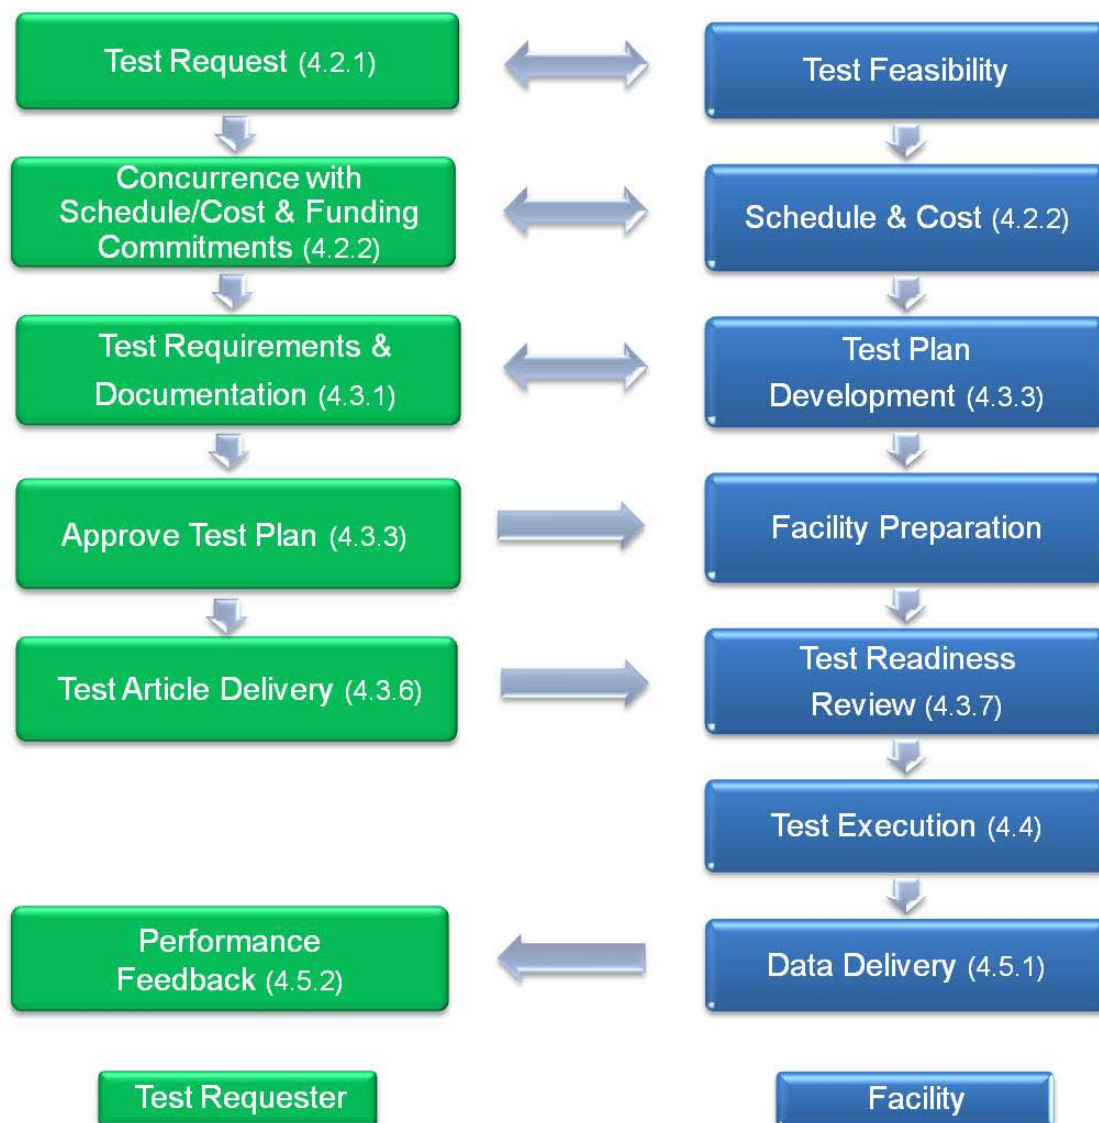 Test Request (4.2.1)
Test Feasibility
Concurrence with
Schedule/Cost & Funding
Commitments (4.2.2)
Schedule & Cost (4.2.2)
Test Requirements &
Documentation (4.3.1)
Test Plan
Development (4.3.3)
Approve Test Plan (4.3.3)
Facility Preparation
Test Article Delivery (4.3.6)
Test Readiness
Review (4.3.7)
Test Execution (4.4)
Performance
Feedback (4.5.2)
Data Delivery (4.5.1)
Test Requester
Facility